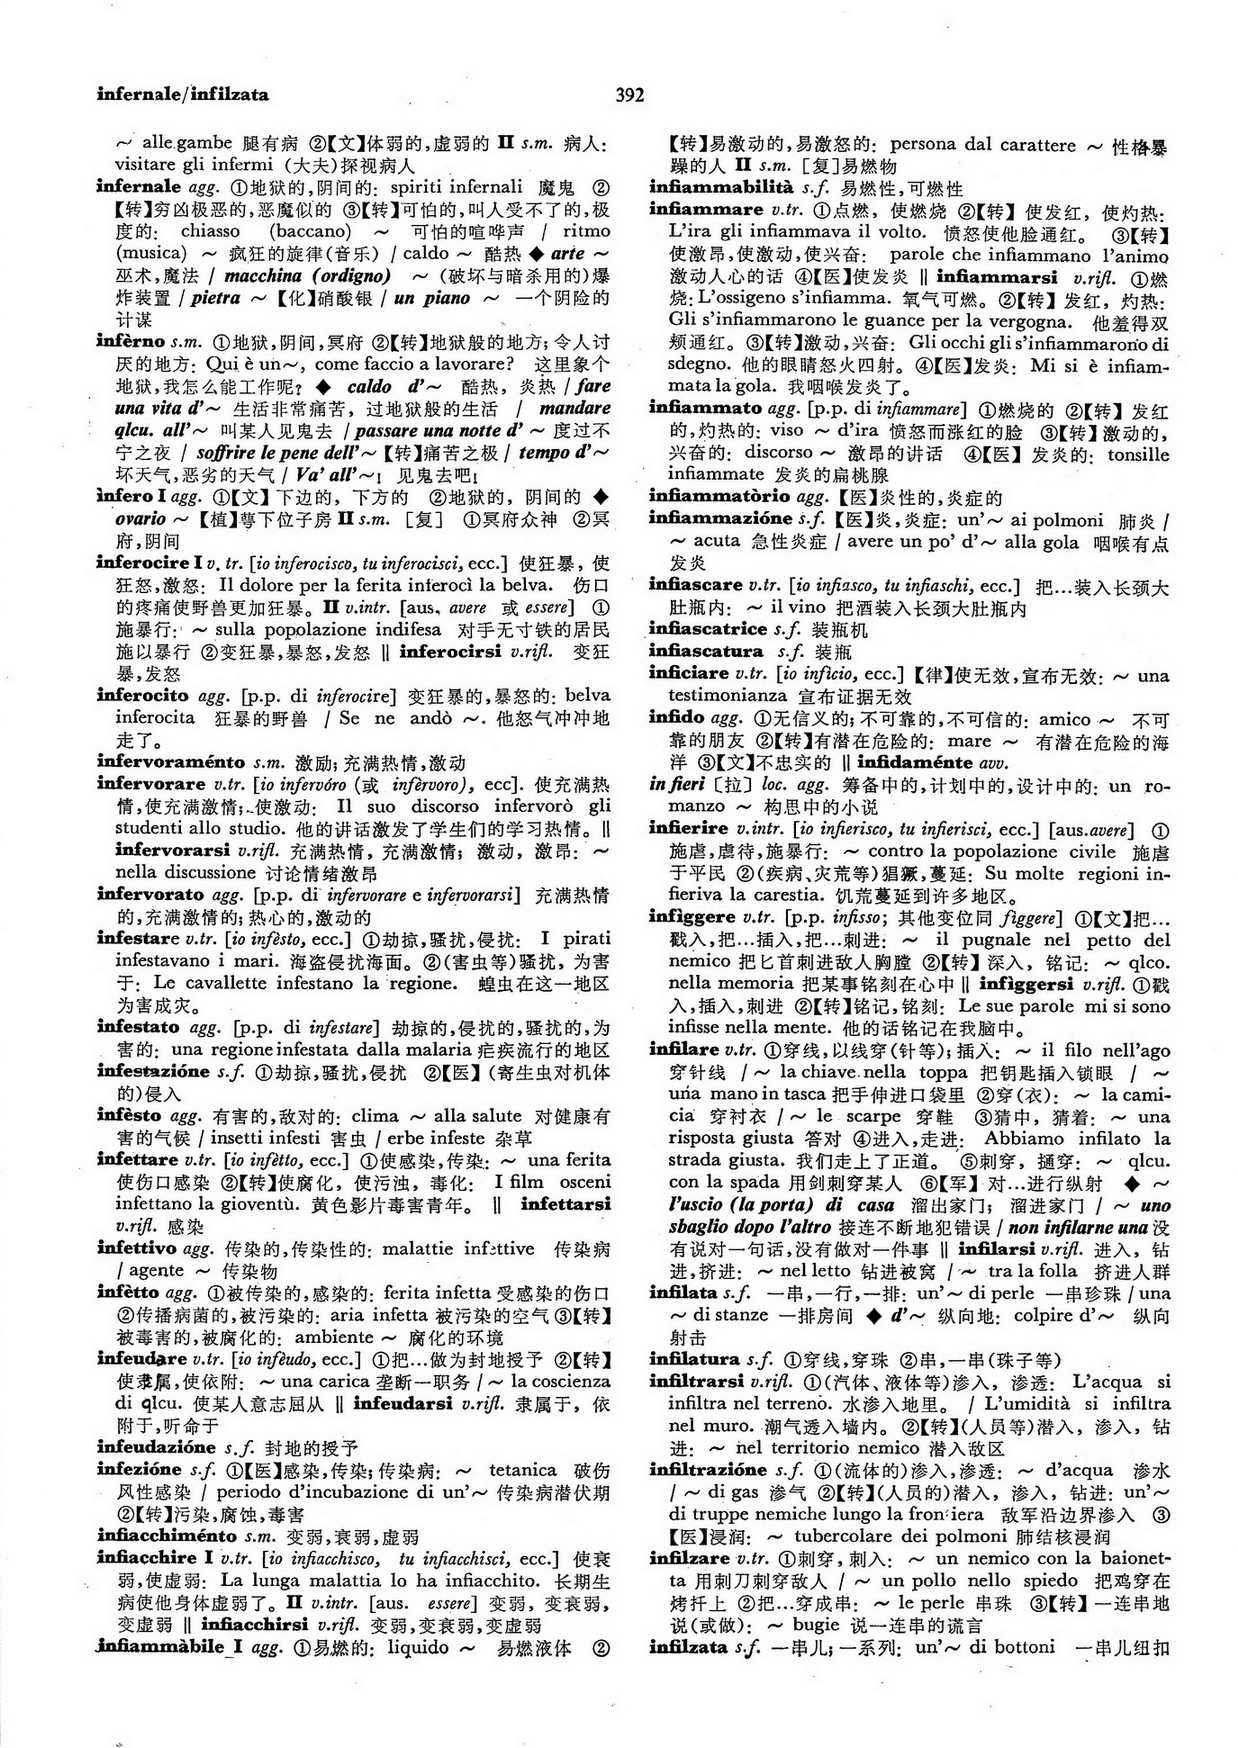 infernale/infilzata
392
～ alle gambe 腿有病 ②【文】体弱的,虚弱的 II s.m. 病人:
visitare gli infermi (大夫)探视病人
infernale agg. ①地狱的,阴间的: spiriti infernali 魔鬼 ②
【转】穷凶极恶的,恶魔似的 ③【转】可怕的,叫人受不了的,极
度的: chiasso (baccano) ～ 可怕的喧哗声 / ritmo
(musica) ～ 疯狂的旋律(音乐) / caldo ～ 酷热 ◆ arte ～
巫术,魔法 / macchina (ordigno) ～ (破坏与暗杀用的)爆
炸装置 / pietra ～【化】硝酸银 / un piano ～ 一个阴险的
计谋
infèrno s.m. ①地狱,阴间,冥府 ②【转】地狱般的地方; 令人讨
厌的地方: Qui è un～, come faccio a lavorare? 这里象个
地狱,我怎么能工作呢? ◆ caldo d'～ 酷热, 炎热 / fare
una vita d'～ 生活非常痛苦, 过地狱般的生活 / mandare
qlcu. all'～ 叫某人见鬼去 / passare una notte d' ～ 度过不
宁之夜 / soffrire le pene dell'～【转】痛苦之极 / tempo d'～
坏天气,恶劣的天气 / Va' all'～! 见鬼去吧!
ìnfero I agg. ①【文】下边的, 下方的 ②地狱的, 阴间的 ◆
ovario ～【植】萼下位子房 II s.m. [复] ①冥府众神 ②冥
府,阴间
inferocire I v. tr. [io inferocisco, tu inferocisci, ecc.] 使狂暴, 使
狂怒,激怒: Il dolore per la ferita inferocì la belva. 伤口
的疼痛使野兽更加狂暴。II v.intr. [aus. avere 或 essere] ①
施暴行: ～ sulla popolazione indifesa 对手无寸铁的居民
施以暴行 ②变狂暴,暴怒,发怒 ‖ inferocirsi v.rifl. 变狂
暴,发怒
inferocito agg. [p.p. di inferocire] 变狂暴的,暴怒的: belva
inferocita 狂暴的野兽 / Se ne andò ～. 他怒气冲冲地
走了。
infervoraménto s.m. 激励; 充满热情,激动
infervorare v.tr. [io infervóro (或 infèrvoro), ecc]. 使充满热
情,使充满激情; 使激动: Il suo discorso infervorò gli
studenti allo studio. 他的讲话激发了学生们的学习热情。‖
infervorarsi v.rifl. 充满热情, 充满激情; 激动, 激昂: ～
nella discussione 讨论情绪激昂
infervorato agg. [p.p. di infervorare e infervorarsi] 充满热情
的,充满激情的; 热心的,激动的
infestare v.tr. [io infèsto, ecc.] ①劫掠,骚扰,侵扰: I pirati
infestavano i mari. 海盗侵扰海面。②(害虫等)骚扰, 为害
于: Le cavallette infestano la regione. 蝗虫在这一地区
为害成灾。
infestato agg. [p.p. di infestare] 劫掠的,侵扰的,骚扰的,为
害的: una regione infestata dalla malaria 疟疾流行的地区
infestazióne s.f. ①劫掠,骚扰,侵扰 ②【医】(寄生虫对机体
的)侵入
infèsto agg. 有害的,敌对的: clima ～ alla salute 对健康有
害的气候 / insetti infesti 害虫 / erbe infeste 杂草
infettare v.tr. [io infètto, ecc.] ①使感染,传染: ～ una ferita
使伤口感染 ②【转】使腐化, 使污浊, 毒化: I film osceni
infettano la gioventù. 黄色影片毒害青年。 ‖ infettarsi
v.rifl. 感染
infettivo agg. 传染的,传染性的: malattie infettive 传染病
/ agente ～ 传染物
infètto agg. ①被传染的,感染的: ferita infetta 受感染的伤口
②传播病菌的,被污染的: aria infetta 被污染的空气 ③【转】
被毒害的,被腐化的: ambiente ～ 腐化的环境
infeudare v.tr. [io infèudo, ecc.] ①把…做为封地授予 ②【转】
使隶属,使依附: ～ una carica 垄断一职务 / ～ la coscienza
di qlcu. 使某人意志屈从 ‖ infeudarsi v.rifl. 隶属于, 依
附于,听命于
infeudazióne s.f. 封地的授予
infezióne s.f. ①【医】感染,传染; 传染病: ～ tetanica 破伤
风性感染 / periodo d'incubazione di un'～ 传染病潜伏期
②【转】污染,腐蚀,毒害
infiacchiménto s.m. 变弱,衰弱,虚弱
infiacchire I v.tr. [io infiacchisco, tu infiacchisci, ecc.] 使衰
弱,使虚弱: La lunga malattia lo ha infiacchito. 长期生
病使他身体虚弱了。II v.intr. [aus. essere] 变弱, 变衰弱,
变虚弱 ‖ infiacchirsi v.rifl. 变弱,变衰弱,变虚弱
infiammàbile I agg. ①易燃的: liquido ～ 易燃液体 ②
【转】易激动的,易激怒的: persona dal carattere ～ 性格暴
躁的人 II s.m. [复]易燃物
infiammabilità s.f. 易燃性,可燃性
infiammare v.tr. ①点燃, 使燃烧 ②【转】使发红, 使灼热:
L'ira gli infiammava il volto. 愤怒使他脸通红。 ③【转】
使激昂,使激动,使兴奋: parole che infiammano l'animo
激动人心的话 ④【医】使发炎 ‖ infiammarsi v.rifl. ①燃
烧: L'ossigeno s'infiamma. 氧气可燃。②【转】发红, 灼热:
Gli s'infiammarono le guance per la vergogna. 他羞得双
颊通红。③【转】激动,兴奋: Gli occhi gli s'infiammarono di
sdegno. 他的眼睛怒火四射。④【医】发炎: Mi si è infiam-
mata la gola. 我咽喉发炎了。
infiammato agg. [p.p. di infiammare] ①燃烧的 ②【转】发红
的,灼热的: viso ～ d'ira 愤怒而涨红的脸 ③【转】激动的,
兴奋的: discorso ～ 激昂的讲话 ④【医】发炎的: tonsille
infiammate 发炎的扁桃腺
infiammatòrio agg. 【医】炎性的,炎症的
infiammazióne s.f. 【医】炎,炎症: un'～ ai polmoni 肺炎 /
～ acuta 急性炎症 / avere un po' d'～ alla gola 咽喉有点
发炎
infiascare v.tr. [io infiasco, tu infiaschi, ecc.] 把…装入长颈大
肚瓶内: ～ il vino 把酒装入长颈大肚瓶内
infiascatrice s.f. 装瓶机
infiascatura s.f. 装瓶
inficiare v.tr. [io infìcio, ecc.] 【律】使无效,宣布无效: ～ una
testimonianza 宣布证据无效
infido agg. ①无信义的; 不可靠的,不可信的: amico ～ 不可
靠的朋友 ②【转】有潜在危险的: mare ～ 有潜在危险的海
洋 ③【文】不忠实的 ‖ infidaménte avv.
in fieri [拉] loc. agg. 筹备中的,计划中的,设计中的: un ro-
manzo ～ 构思中的小说
infierire v.intr. [io infierisco, tu infierisci, ecc.] [aus.avere] ①
施虐,虐待,施暴行: ～ contro la popolazione civile 施虐
于平民 ②(疾病、灾荒等)猖獗,蔓延: Su molte regioni in-
fieriva la carestia. 饥荒蔓延到许多地区。
infìggere v.tr. [p.p. infisso; 其他变位同 figgere] ①【文】把…
戳入,把…插入,把…刺进: ～ il pugnale nel petto del
nemico 把匕首刺进敌人胸膛 ②【转】深入, 铭记: ～ qlco.
nella memoria 把某事铭刻在心中 ‖ infìggersi v.rifl. ①戳
入,插入,刺进 ②【转】铭记,铭刻: Le sue parole mi si sono
infisse nella mente. 他的话铭记在我脑中。
infilare v.tr. ①穿线,以线穿(针等); 插入: ～ il filo nell'ago
穿针线 / ～ la chiave nella toppa 把钥匙插入锁眼 / ～
una mano in tasca 把手伸进口袋里 ②穿(衣): ～ la cami-
cia 穿衬衣 / ～ le scarpe 穿鞋 ③猜中, 猜着: ～ una
risposta giusta 答对 ④进入,走进: Abbiamo infilato la
strada giusta. 我们走上了正道。 ⑤刺穿, 捅穿: ～ qlcu.
con la spada 用剑刺穿某人 ⑥【军】对…进行纵射 ◆ ～
l'uscio (la porta) di casa 溜出家门; 溜进家门 / ～ uno
sbaglio dopo l'altro 接连不断地犯错误 / non infilarne una 没
有说对一句话,没有做对一件事 ‖ infilarsi v.rifl. 进入, 钻
进,挤进: ～ nel letto 钻进被窝 / ～ tra la folla 挤进人群
infilata s.f. 一串,一行,一排: un'～ di perle 一串珍珠 / una
～ di stanze 一排房间 ◆ d'～ 纵向地: colpire d'～ 纵向
射击
infilatura s.f. ①穿线,穿珠 ②串,一串(珠子等)
infiltrarsi v.rifl. ①(汽体、液体等)渗入, 渗透: L'acqua si
infiltra nel terreno. 水渗入地里。 / L'umidità si infiltra
nel muro. 潮气透入墙内。②【转】(人员等)潜入, 渗入, 钻
进: ～ nel territorio nemico 潜入敌区
infiltrazióne s.f. ①(流体的)渗入,渗透: ～ d'acqua 渗水
/ ～ di gas 渗气 ②【转】(人员的)潜入, 渗入, 钻进: un'～
di truppe nemiche lungo la frontiera 敌军沿边界渗入 ③
【医】浸润: ～ tubercolare dei polmoni 肺结核浸润
infilzare v.tr. ①刺穿,刺入: ～ un nemico con la baionet-
ta 用刺刀刺穿敌人 / ～ un pollo nello spiedo 把鸡穿在
烤扦上 ②把…穿成串: ～ le perle 串珠 ③【转】一连串地
说(或做): ～ bugie 说一连串的谎言
infilzata s.f. 一串儿; 一系列: un'～ di bottoni 一串儿纽扣